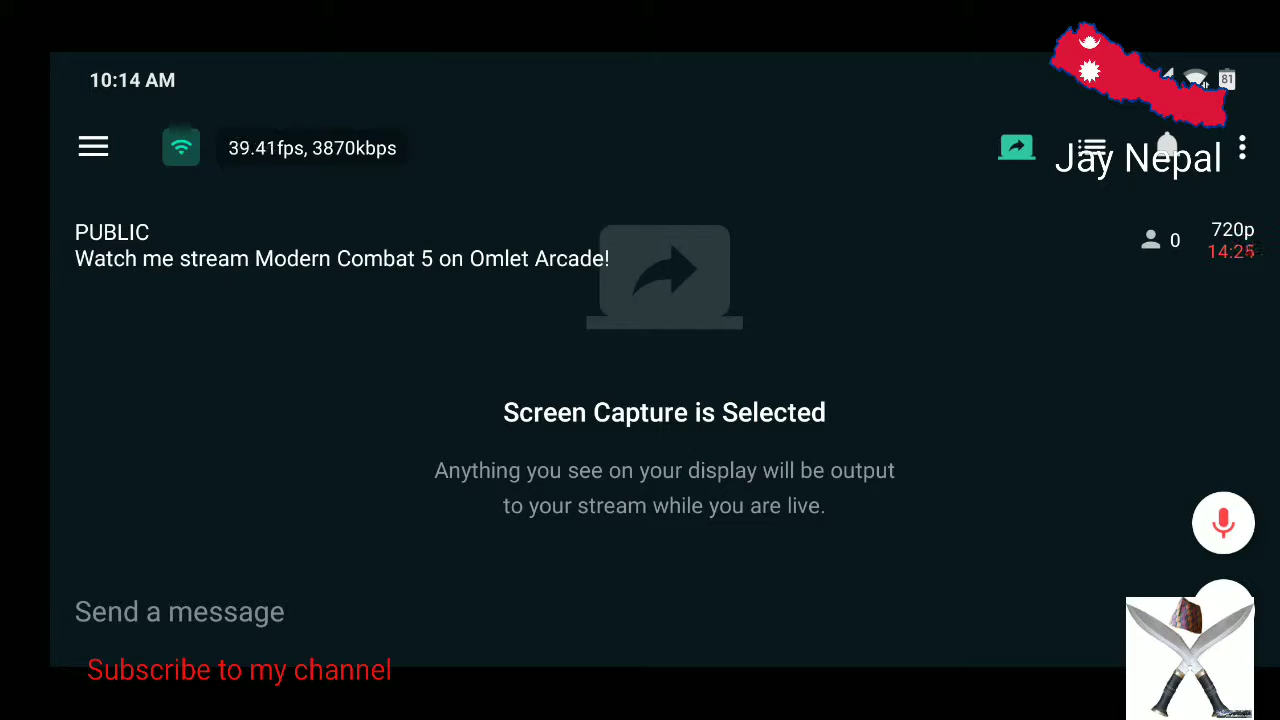 10:14 AM
81
39.41fps, 3870kbps
Jay Nepal
PUBLIC
Watch me stream Modern Combat 5 on Omlet Arcade!
0
720p
14:25
Screen Capture is Selected
Anything you see on your display will be output
to your stream while you are live.
Send a message
Subscribe to my channel